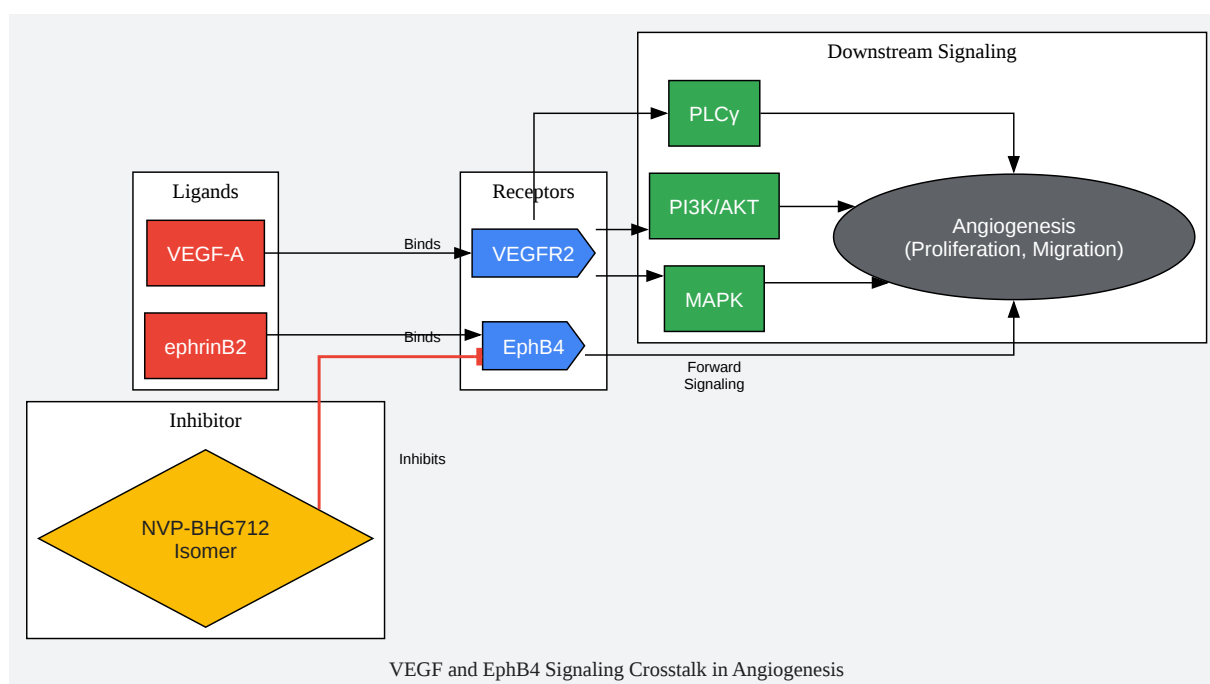 Downstream Signaling
PLCγ
Ligands
Receptors
PI3K/AKT
VEGF-A
Binds
VEGFR2
Angiogenesis
(Proliferation, Migration)
MAPK
ephrinB2
Binds
EphB4
Forward
Signaling
Inhibitor
Inhibits
NVP-BHG712
Isomer
VEGF and EphB4 Signaling Crosstalk in Angiogenesis